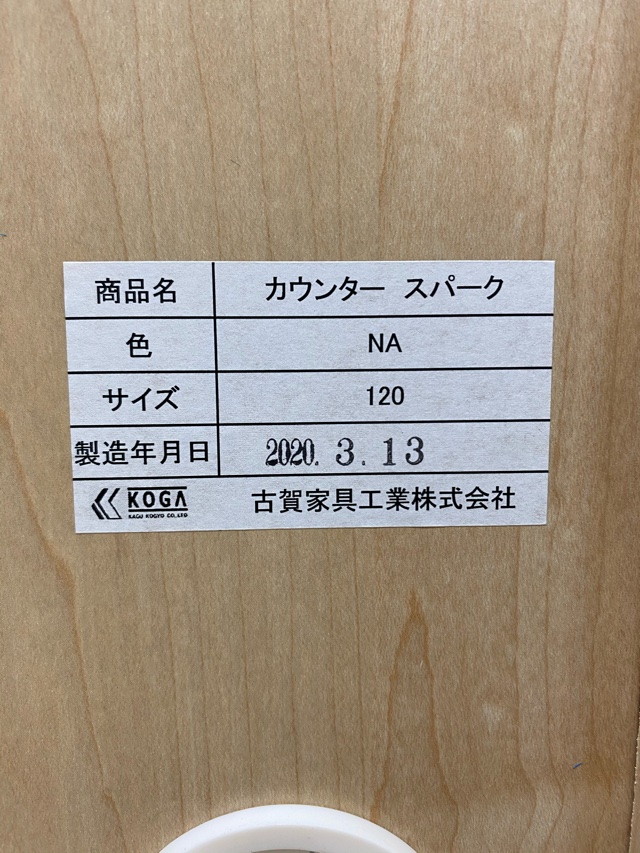 商品名 カウンター スパーク
色 NA
サイズ 120
製造年月日 2020. 3. 13
KOGA 古賀家具工業株式会社
KAGU KOGYO CO.,LTD